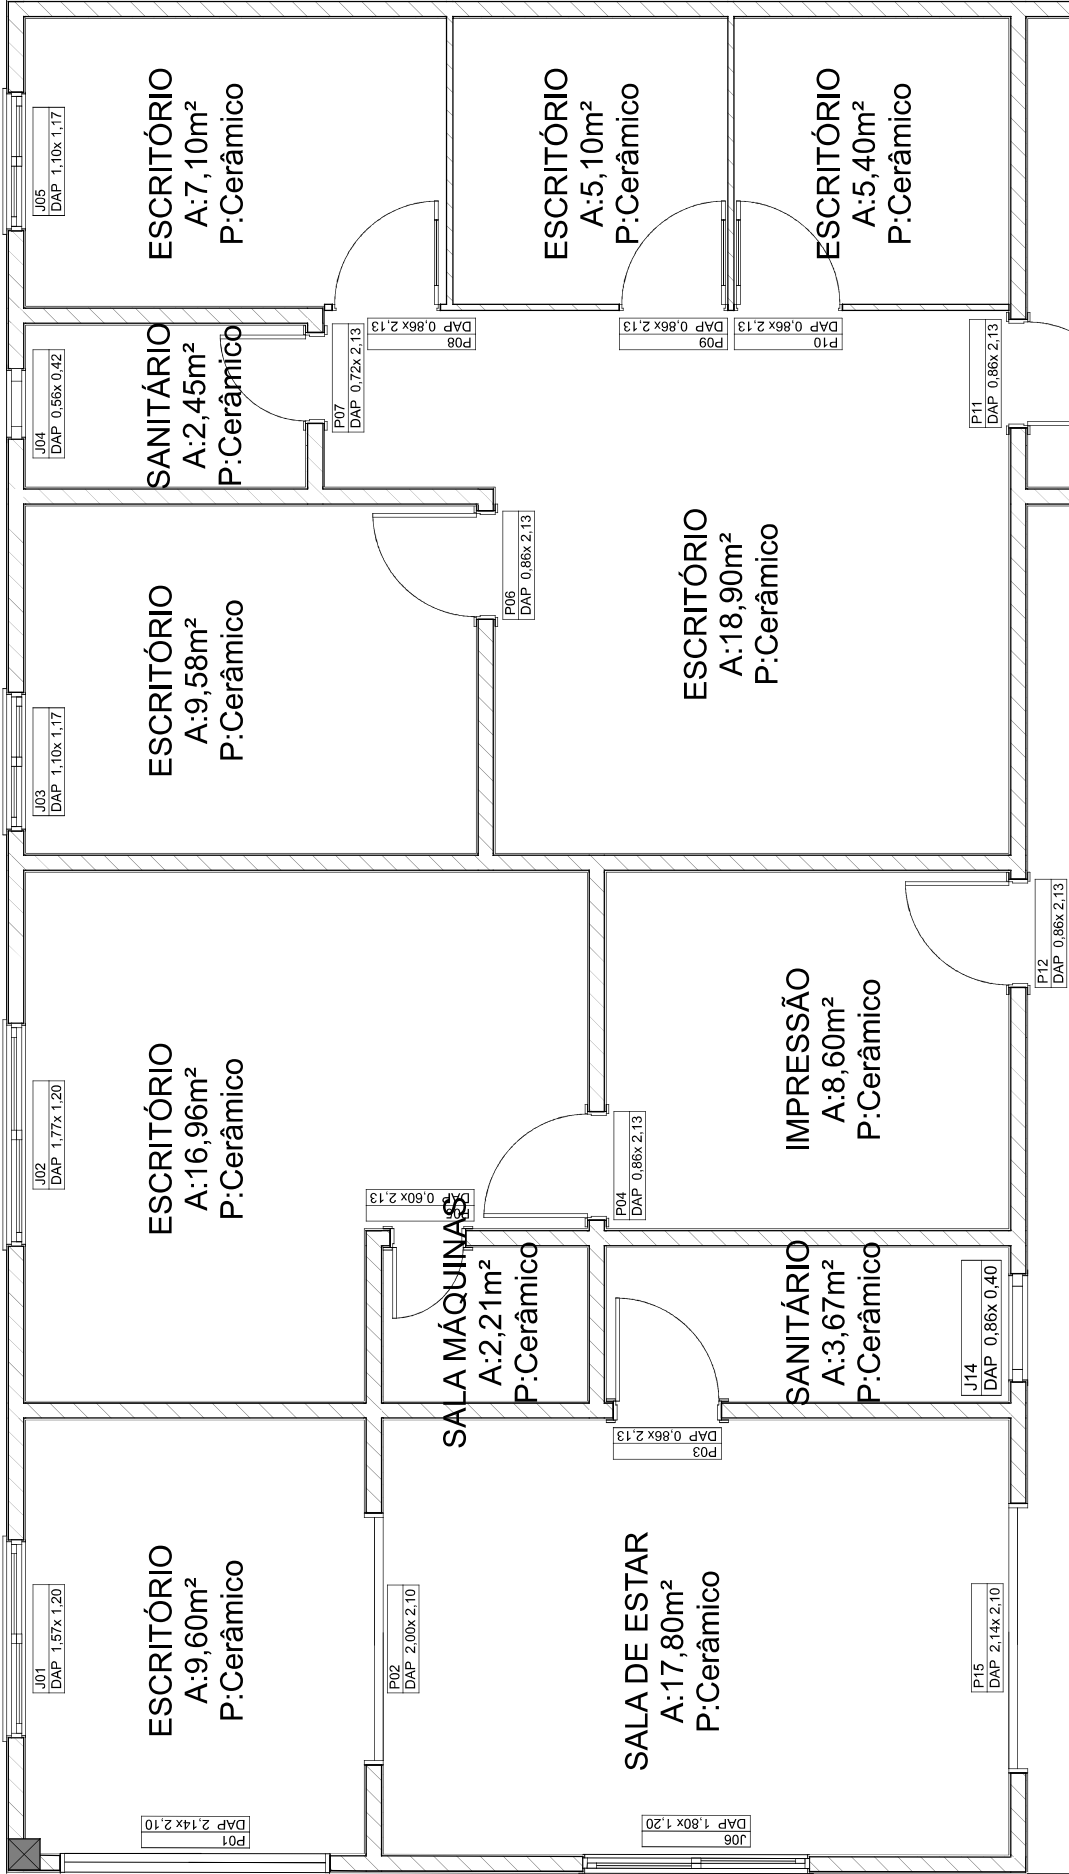 J05
DAP 1,10x 1,17
ESCRITÓRIO
A:7,10m²
P:Cerâmico
ESCRITÓRIO
A:5,10m²
P:Cerâmico
ESCRITÓRIO
A:5,40m²
P:Cerâmico
J04
DAP 0,56x 0,42
SANITÁRIO
A:2,45m²
P:Cerâmico
P07
DAP 0,72x 2,13
P08
DAP 0,86x 2,13
P09
DAP 0,86x 2,13
P10
DAP 0,86x 2,13
P11
DAP 0,86x 2,13
J03
DAP 1,10x 1,17
ESCRITÓRIO
A:9,58m²
P:Cerâmico
P06
DAP 0,86x 2,13
ESCRITÓRIO
A:18,90m²
P:Cerâmico
J02
DAP 1,77x 1,20
ESCRITÓRIO
A:16,96m²
P:Cerâmico
P05
DAP 0,60x 2,13
P04
DAP 0,86x 2,13
IMPRESSÃO
A:8,60m²
P:Cerâmico
P12
DAP 0,86x 2,13
SALA MÁQUINAS
A:2,21m²
P:Cerâmico
SANITÁRIO
A:3,67m²
P:Cerâmico
J14
DAP 0,86x 0,40
P03
DAP 0,86x 2,13
J01
DAP 1,57x 1,20
ESCRITÓRIO
A:9,60m²
P:Cerâmico
P02
DAP 2,00x 2,10
SALA DE ESTAR
A:17,80m²
P:Cerâmico
P15
DAP 2,14x 2,10
P01
DAP 2,14x 2,10
J06
DAP 1,80x 1,20